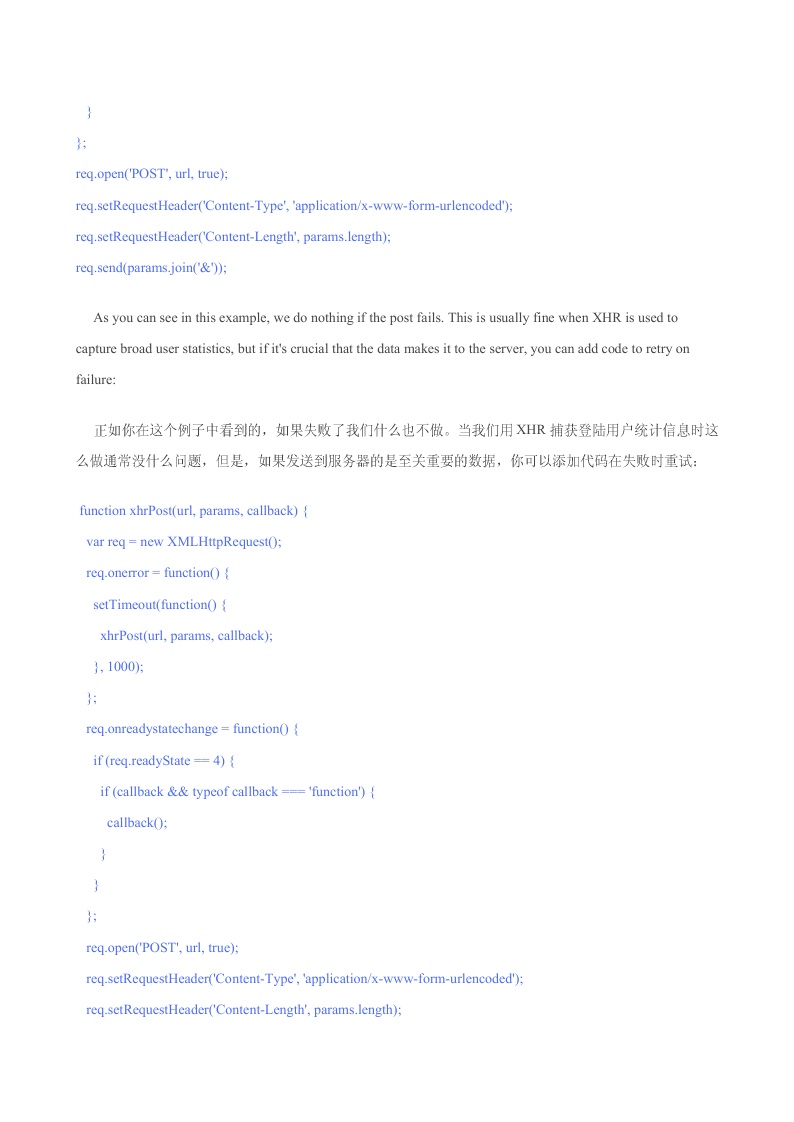 }
};
req.open('POST', url, true);
req.setRequestHeader('Content-Type', 'application/x-www-form-urlencoded');
req.setRequestHeader('Content-Length', params.length);
req.send(params.join('&'));
As you can see in this example, we do nothing if the post fails. This is usually fine when XHR is used to
capture broad user statistics, but if it's crucial that the data makes it to the server, you can add code to retry on
failure:
正如你在这个例子中看到的，如果失败了我们什么也不做。当我们用 XHR 捕获登陆用户统计信息时这
么做通常没什么问题，但是，如果发送到服务器的是至关重要的数据，你可以添加代码在失败时重试：
function xhrPost(url, params, callback) {
var req = new XMLHttpRequest();
req.onerror = function() {
setTimeout(function() {
xhrPost(url, params, callback);
}, 1000);
};
req.onreadystatechange = function() {
if (req.readyState == 4) {
if (callback && typeof callback === 'function') {
callback();
}
}
};
req.open('POST', url, true);
req.setRequestHeader('Content-Type', 'application/x-www-form-urlencoded');
req.setRequestHeader('Content-Length', params.length);